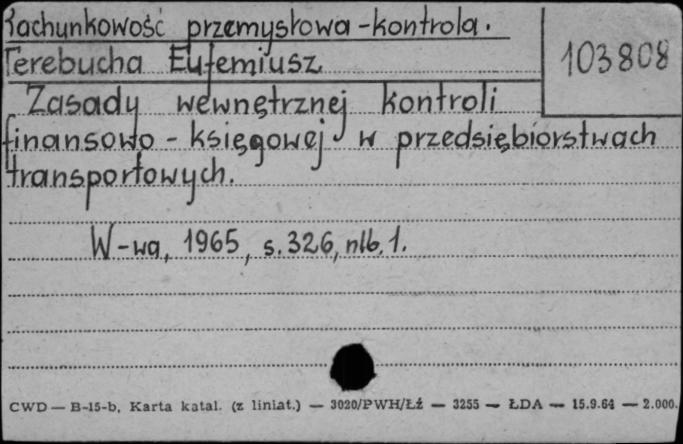 Rachunkowość przemysłowa - kontrola.
Terebucha Eufemiusz
103808
Zasady wewnętrznej kontroli
finansowo - księgowej w przedsiębiorstwach
transportowych.
W-wa, 1965, s. 326, nlb. 1.
CWD — B-15-b, Karta katal. (z liniat.) — 3020/PWH/Łź — 3255 — ŁDA — 15.9.64 — 2.000.